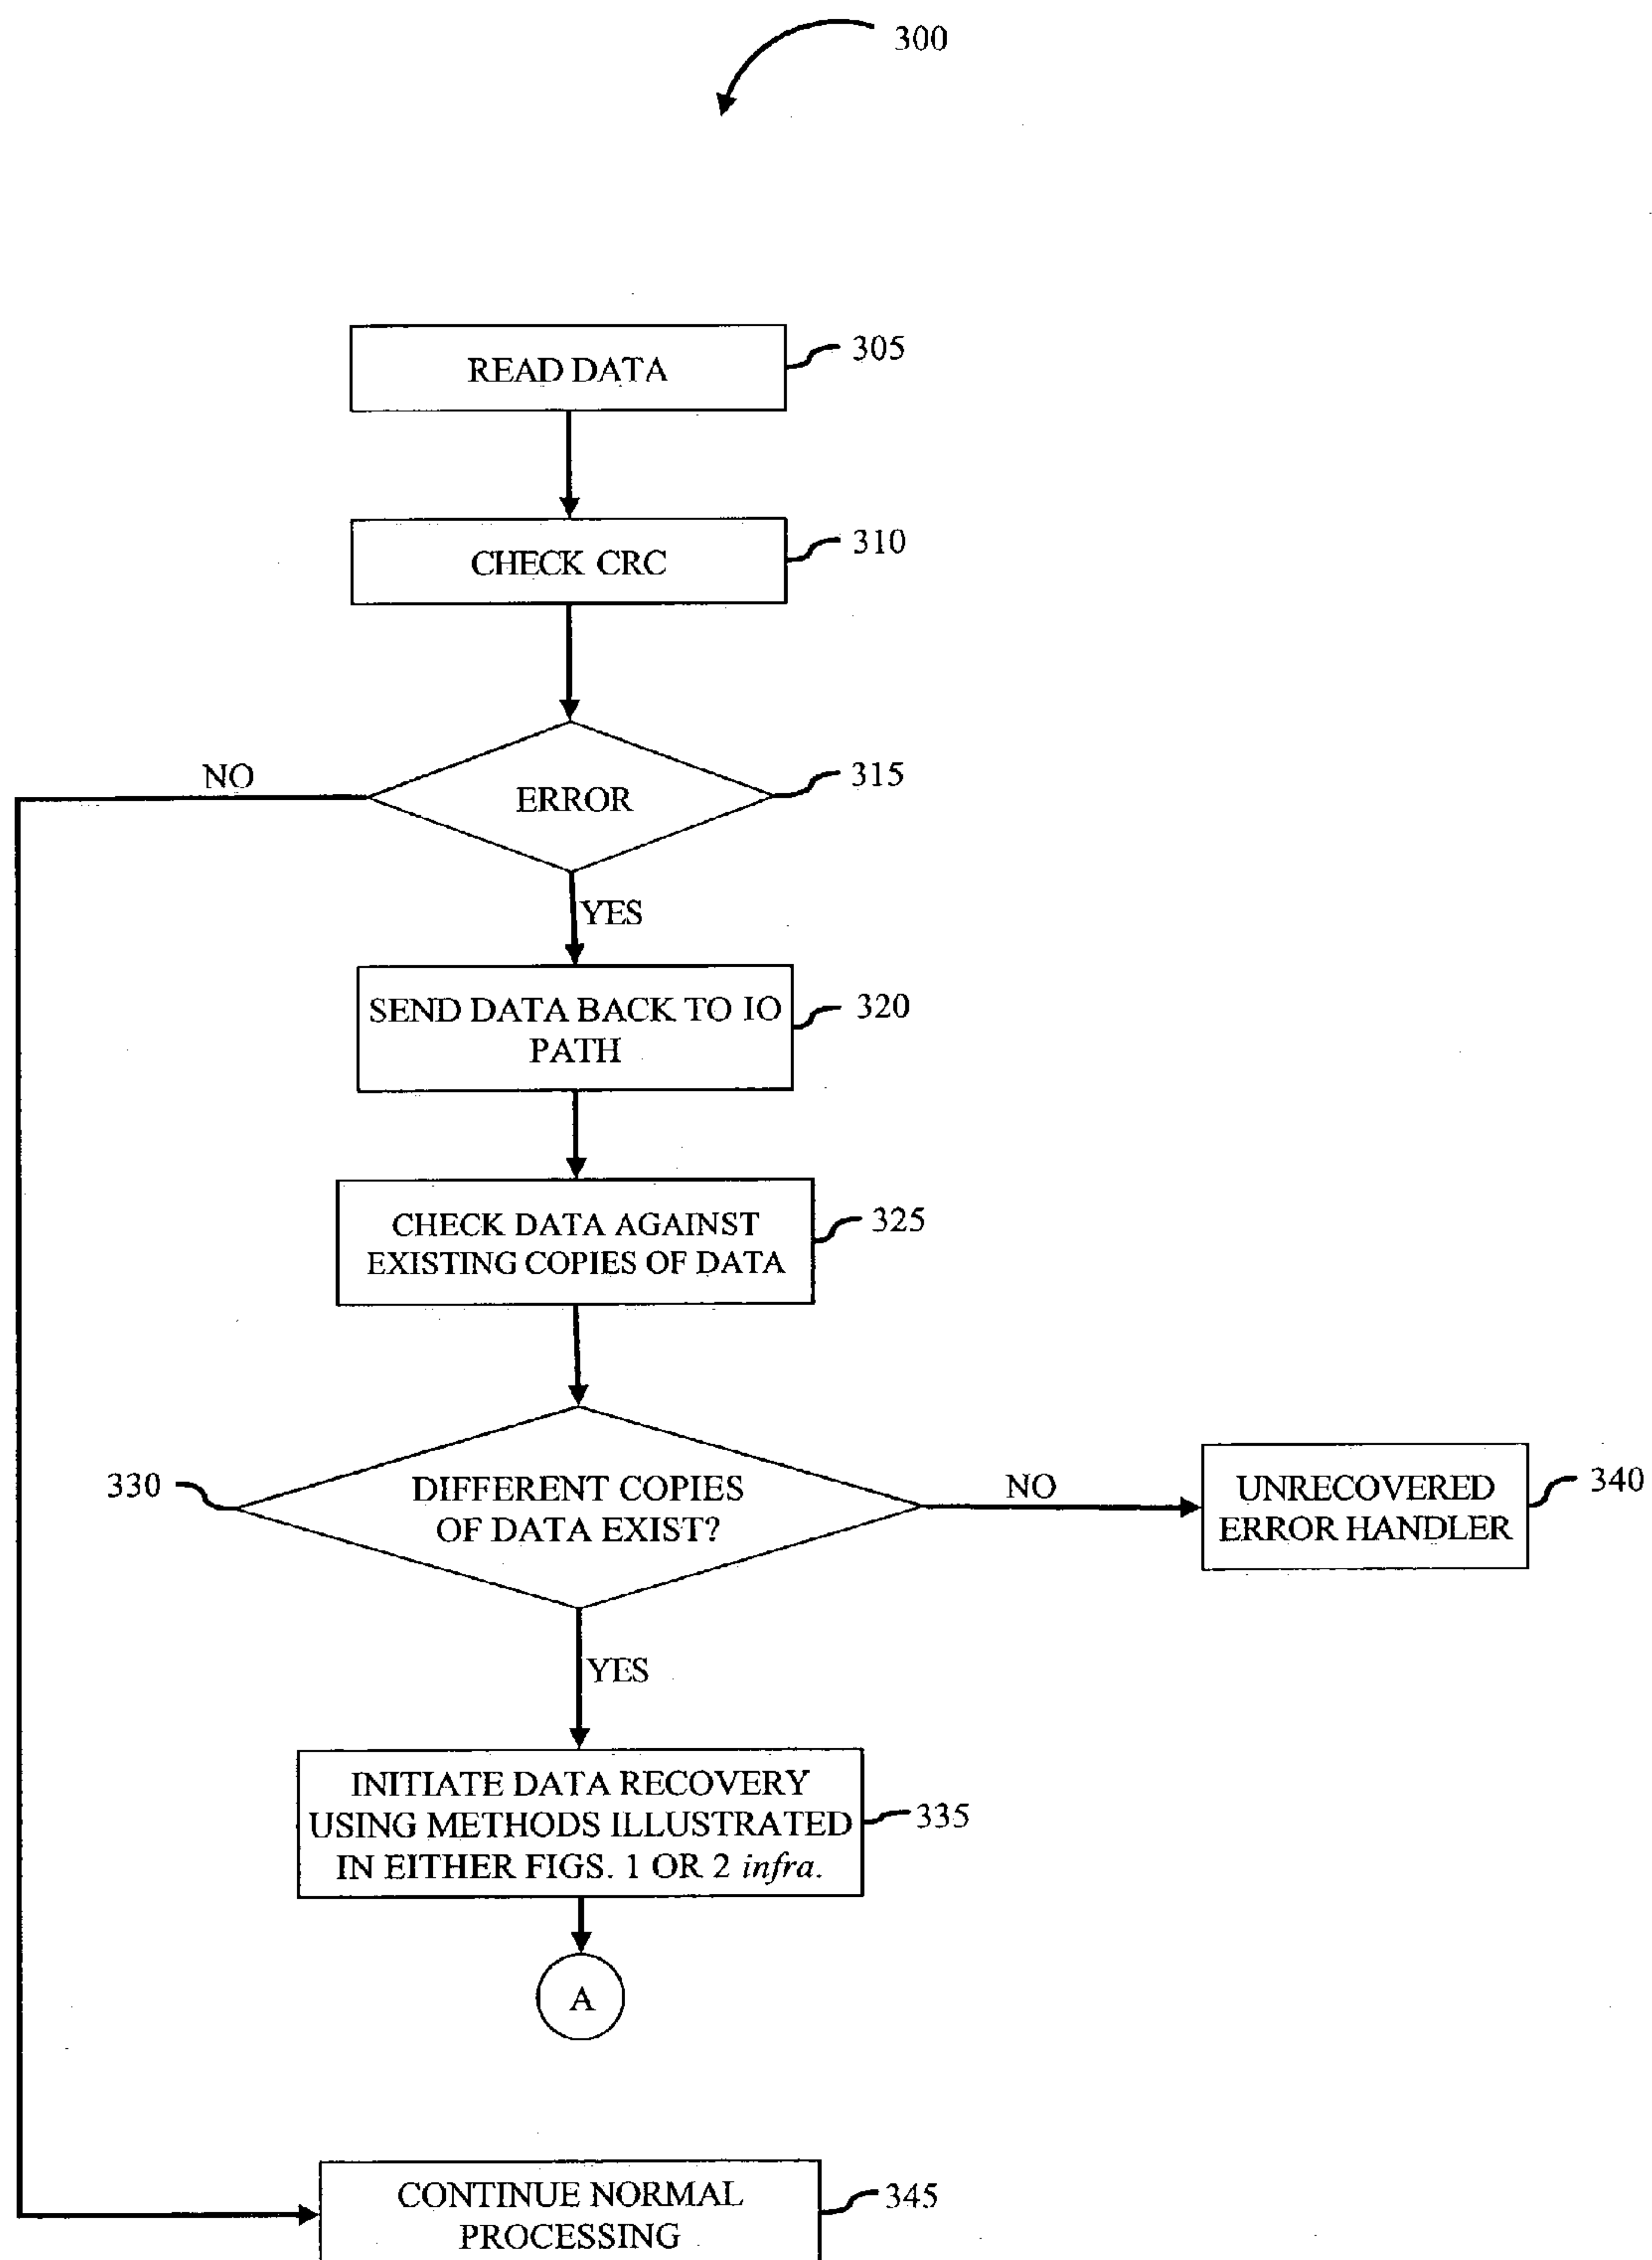 300
READ DATA
305
CHECK CRC
310
NO
ERROR
315
YES
SEND DATA BACK TO IO
PATH
320
CHECK DATA AGAINST
EXISTING COPIES OF DATA
325
330
DIFFERENT COPIES
OF DATA EXIST?
NO
UNRECOVERED
ERROR HANDLER
340
YES
INITIATE DATA RECOVERY
USING METHODS ILLUSTRATED
IN EITHER FIGS. 1 OR 2 infra.
335
A
CONTINUE NORMAL
PROCESSING
345